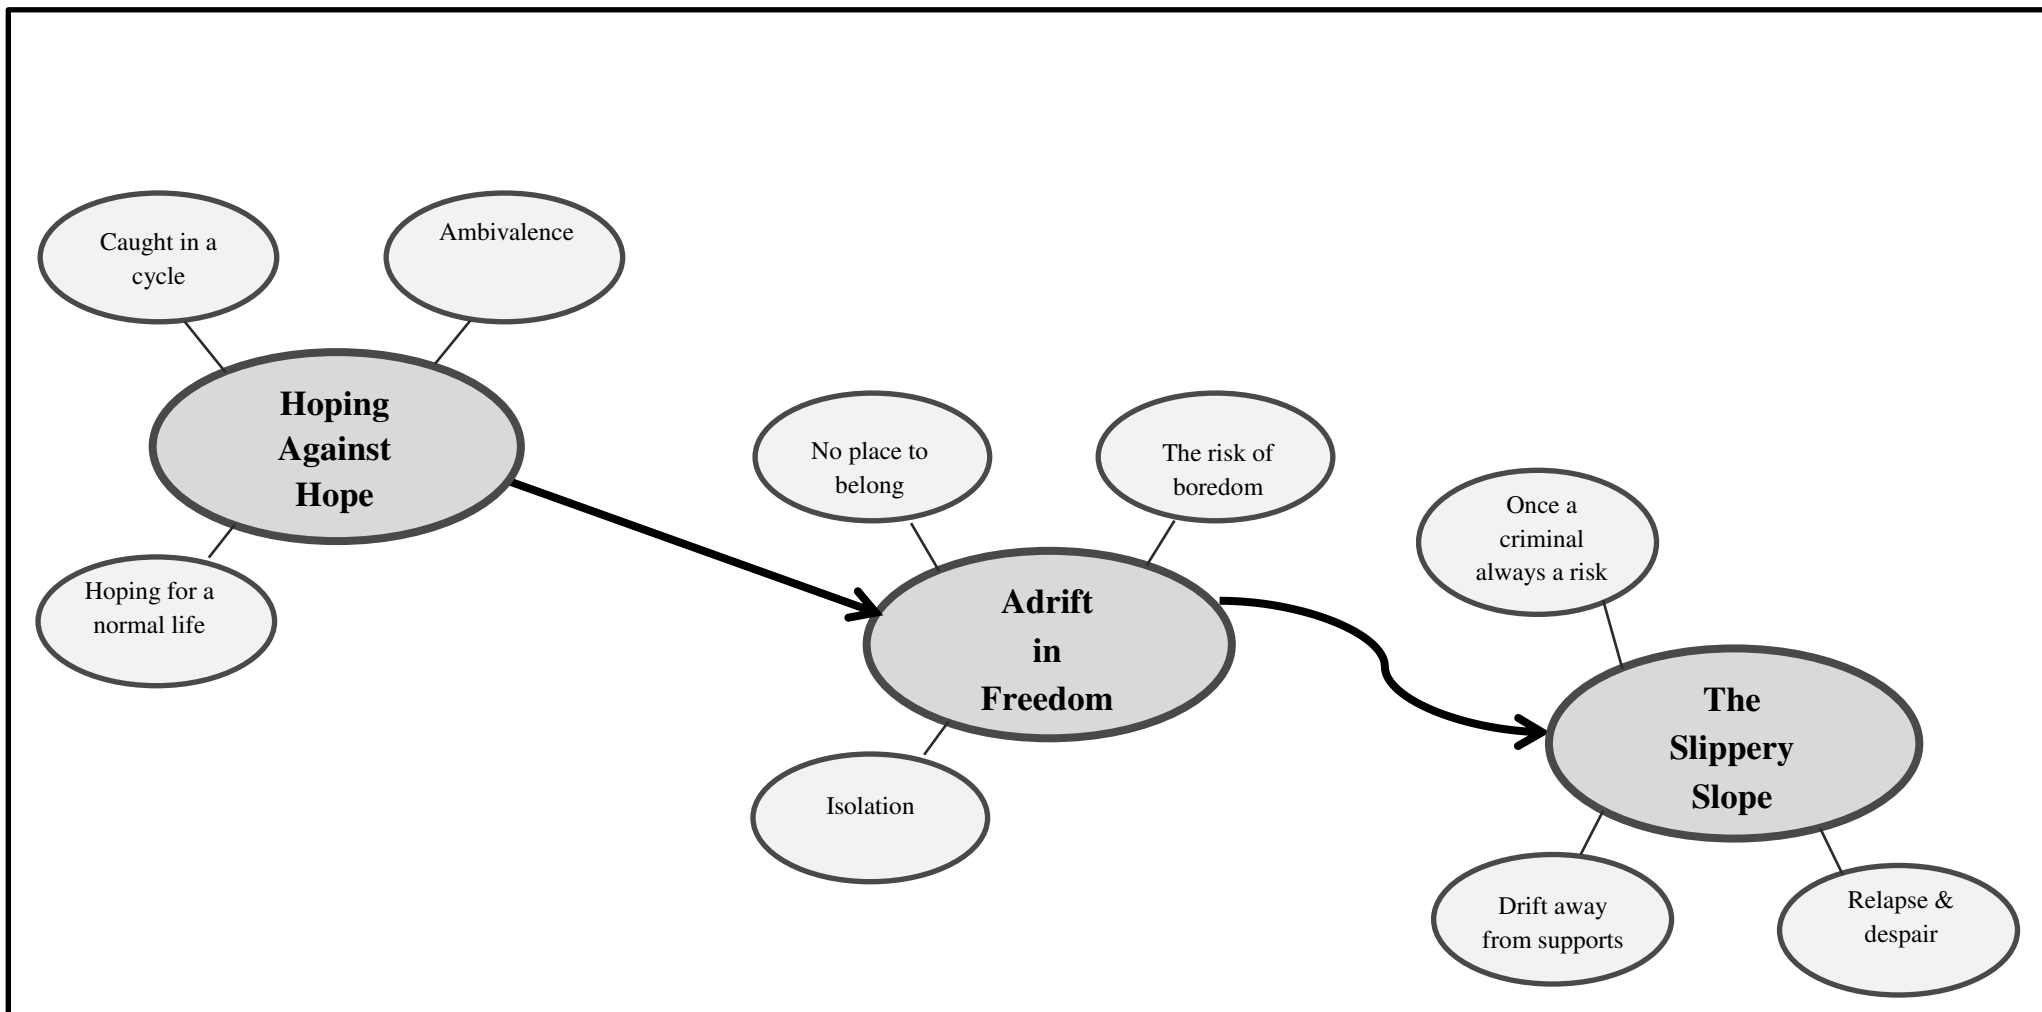 Caught in a
cycle
Ambivalence
Hoping
Against
Hope
Hoping for a
normal life
No place to
belong
The risk of
boredom
Adrift
in
Freedom
Isolation
Once a
criminal
always a risk
The
Slippery
Slope
Drift away
from supports
Relapse &
despair